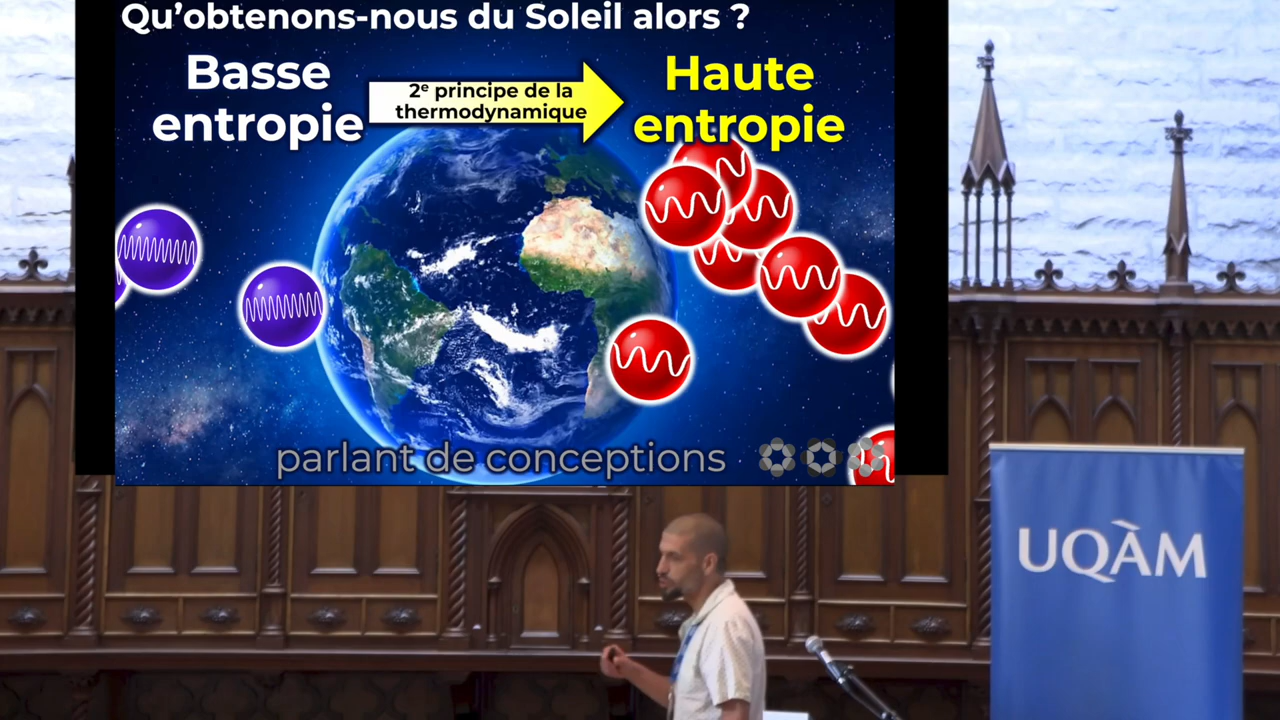 Qu’obtenons-nous du Soleil alors ?
Basse
entropie
2e principe de la
thermodynamique
Haute
entropie
parlant de conceptions
UQÀM